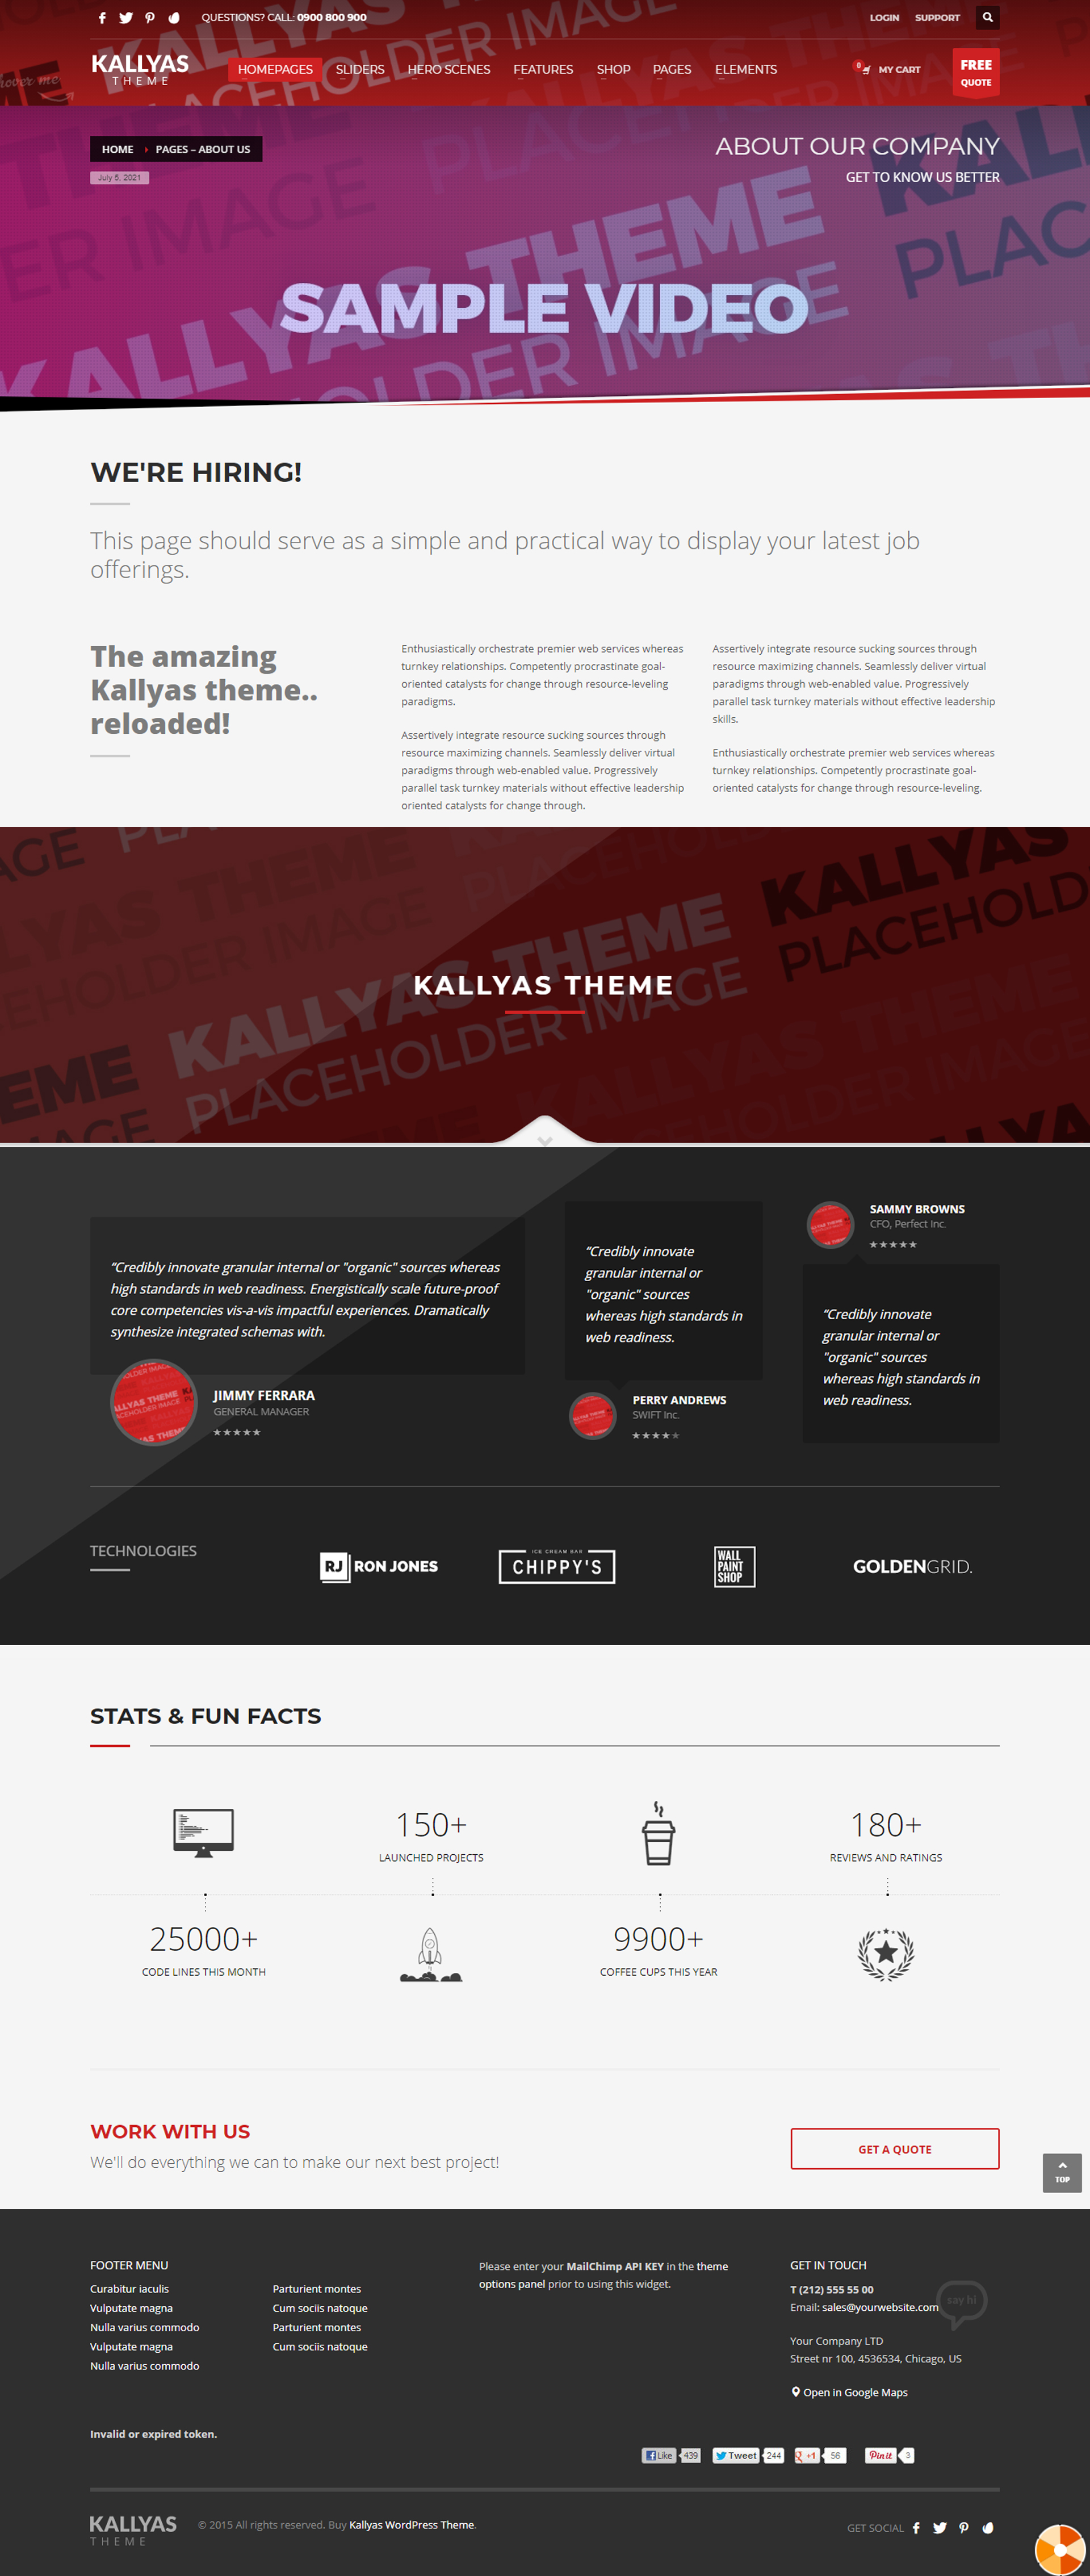 QUESTIONS? CALL: 0900 800 900
LOGIN SUPPORT
hover me
KALLYAS
THEME
HOMEPAGES SLIDERS HERO SCENES FEATURES SHOP PAGES ELEMENTS
0 MY CART
FREE
QUOTE
HOME PAGES – ABOUT US
July 5, 2021
ABOUT OUR COMPANY
GET TO KNOW US BETTER
KALLYAS THEME
SAMPLE VIDEO
WE'RE HIRING!
This page should serve as a simple and practical way to display your latest job
offerings.
The amazing
Kallyas theme..
reloaded!
Enthusiastically orchestrate premier web services whereas
turnkey relationships. Competently procrastinate goal-
oriented catalysts for change through resource-leveling
paradigms.
Assertively integrate resource sucking sources through
resource maximizing channels. Seamlessly deliver virtual
paradigms through web-enabled value. Progressively
parallel task turnkey materials without effective leadership
oriented catalysts for change through.
Assertively integrate resource sucking sources through
resource maximizing channels. Seamlessly deliver virtual
paradigms through web-enabled value. Progressively
parallel task turnkey materials without effective leadership
skills.
Enthusiastically orchestrate premier web services whereas
turnkey relationships. Competently procrastinate goal-
oriented catalysts for change through resource-leveling.
KALLYAS THEME
PLACEHOLDER IMAGE
KALLYAS THEME
“Credibly innovate granular internal or "organic" sources whereas
high standards in web readiness. Energistically scale future-proof
core competencies vis-a-vis impactful experiences. Dramatically
synthesize integrated schemas with.
JIMMY FERRARA
GENERAL MANAGER
“Credibly innovate
granular internal or
"organic" sources
whereas high standards in
web readiness.
PERRY ANDREWS
SWIFT Inc.
SAMMY BROWNS
CFO, Perfect Inc.
“Credibly innovate
granular internal or
"organic" sources
whereas high standards in
web readiness.
TECHNOLOGIES
RJ RON JONES
ICE CREAM BAR
CHIPPY'S
WALL
PAINT
SHOP
GOLDENGRID.
STATS & FUN FACTS
150+
LAUNCHED PROJECTS
180+
REVIEWS AND RATINGS
25000+
CODE LINES THIS MONTH
9900+
COFFEE CUPS THIS YEAR
WORK WITH US
We'll do everything we can to make our next best project!
GET A QUOTE
TOP
FOOTER MENU
Curabitur iaculis
Vulputate magna
Nulla varius commodo
Vulputate magna
Nulla varius commodo
Parturient montes
Cum sociis natoque
Parturient montes
Cum sociis natoque
Please enter your MailChimp API KEY in the theme
options panel prior to using this widget.
GET IN TOUCH
T (212) 555 55 00
Email: sales@yourwebsite.com
say hi
Your Company LTD
Street nr 100, 4536534, Chicago, US
Open in Google Maps
Invalid or expired token.
Like 439 Tweet 244 +1 56 Pin it 3
KALLYAS
THEME
© 2015 All rights reserved. Buy Kallyas WordPress Theme.
GET SOCIAL